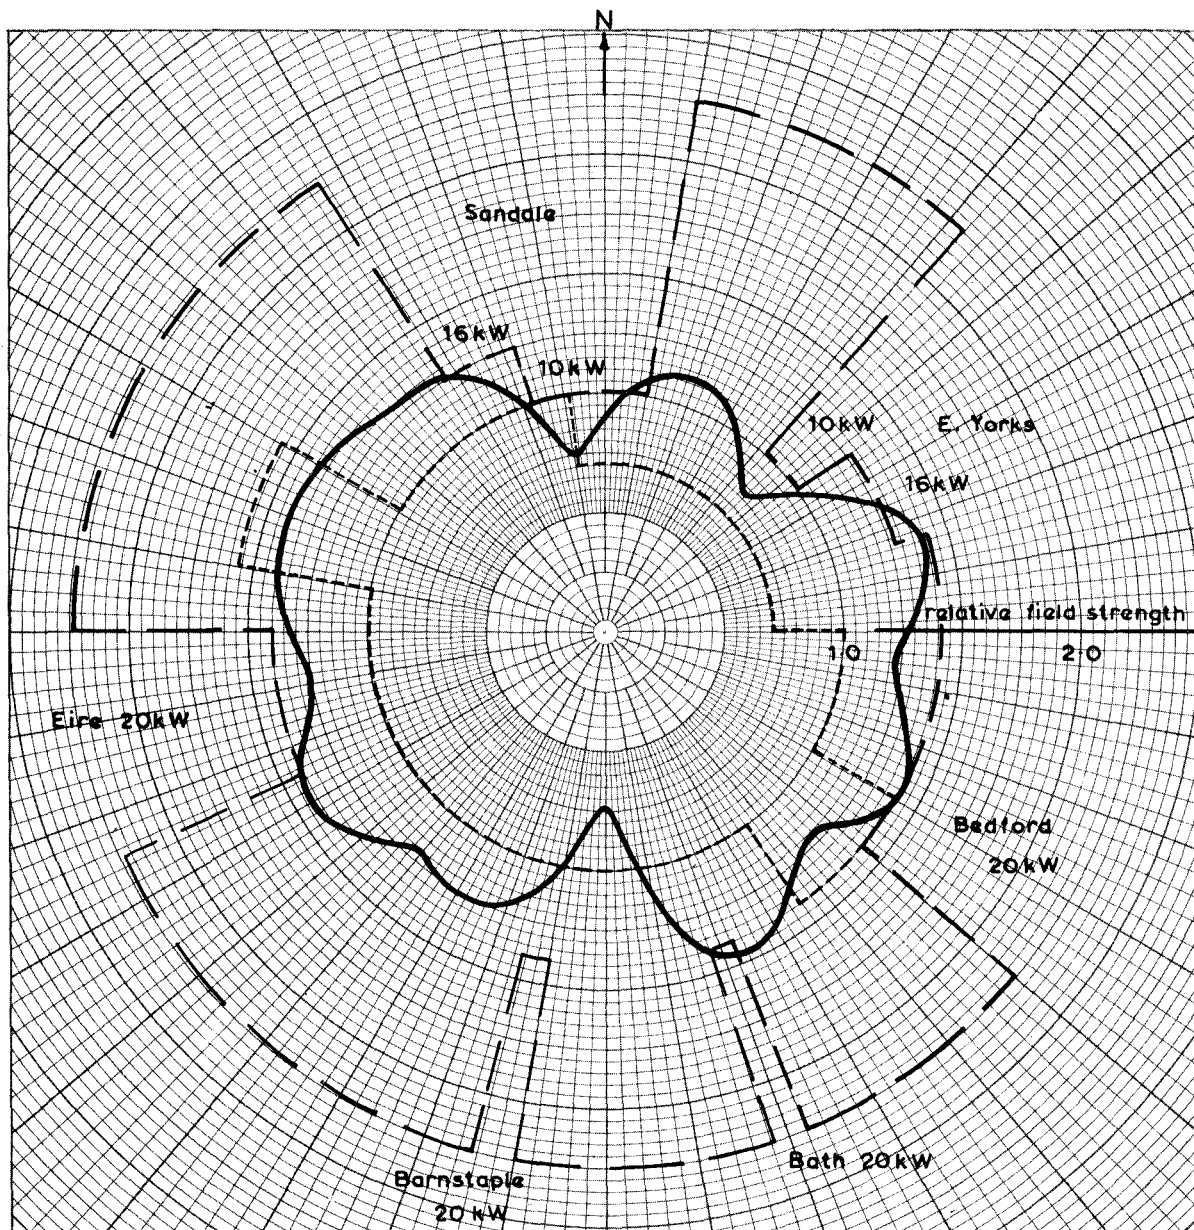 N
Sandale
16kW
10kW
10kW
E. Yorks
16kW
relative field strength
1·0
2·0
Eire 20kW
Bedford
20kW
Bath 20kW
Barnstaple
20kW